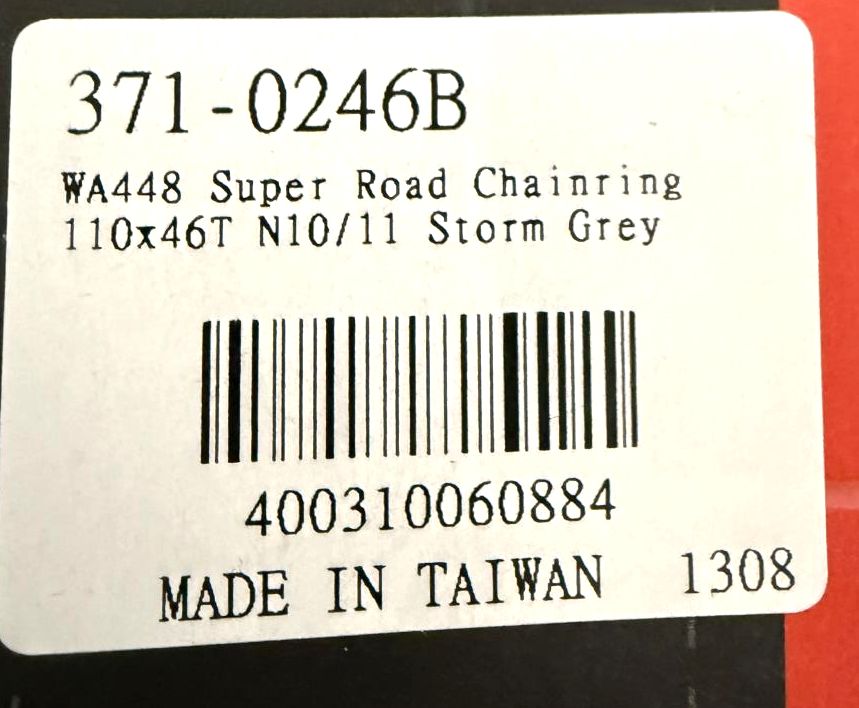 371-0246B
WA448 Super Road Chainring
110x46T N10/11 Storm Grey
400310060884
MADE IN TAIWAN 1308